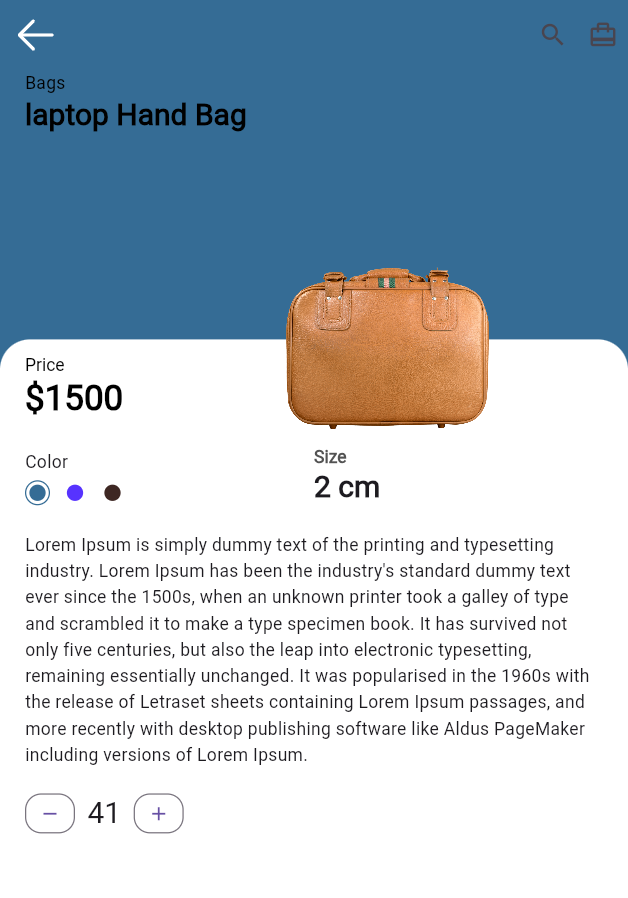 Bags
laptop Hand Bag
Price
$1500
Color
Size
2 cm
Lorem Ipsum is simply dummy text of the printing and typesetting
industry. Lorem Ipsum has been the industry's standard dummy text
ever since the 1500s, when an unknown printer took a galley of type
and scrambled it to make a type specimen book. It has survived not
only five centuries, but also the leap into electronic typesetting,
remaining essentially unchanged. It was popularised in the 1960s with
the release of Letraset sheets containing Lorem Ipsum passages, and
more recently with desktop publishing software like Aldus PageMaker
including versions of Lorem Ipsum.
− 41 +